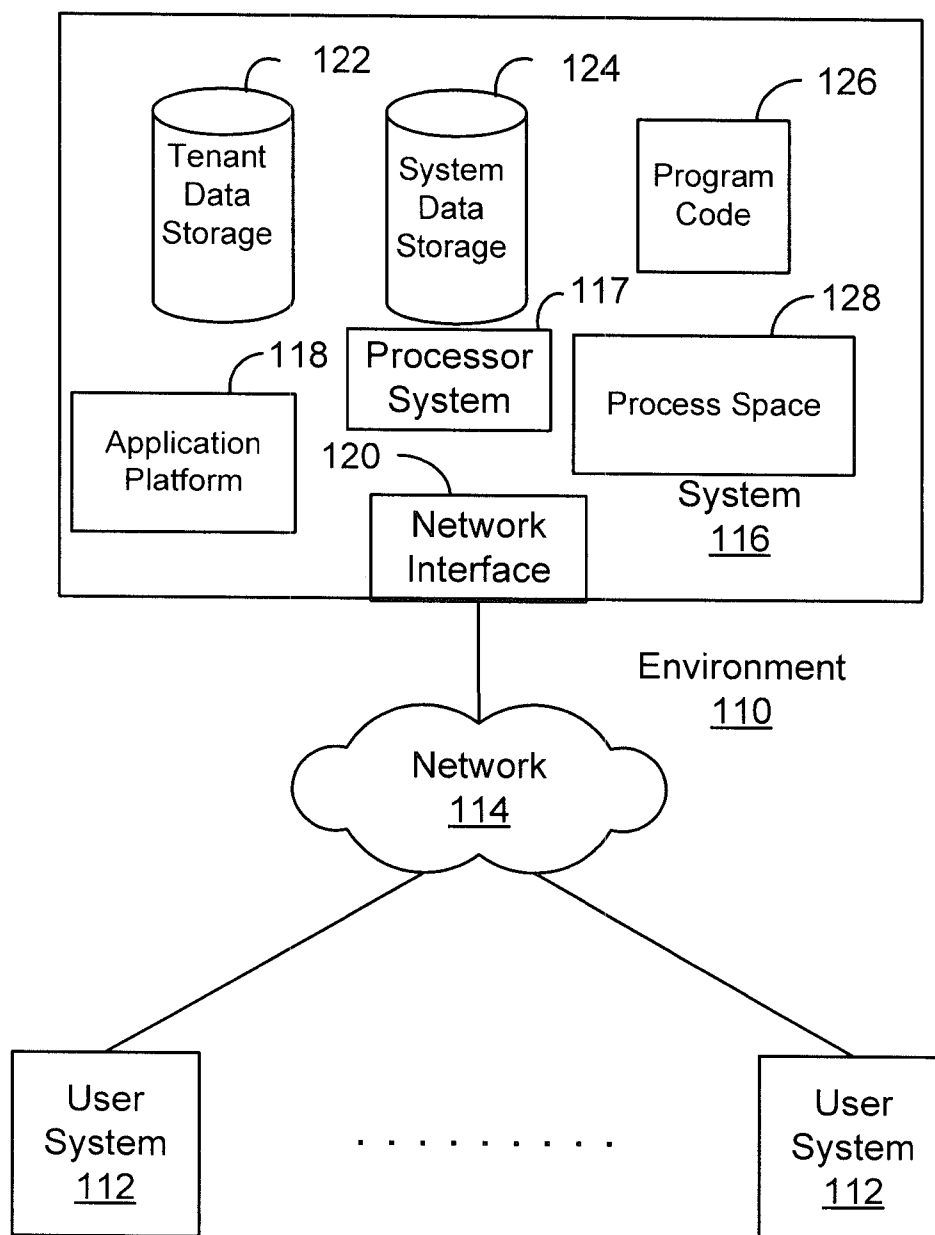 122
124
126
Tenant
Data
Storage
System
Data
Storage
Program
Code
117
128
118
Processor
System
Process Space
Application
Platform
120
System
116
Network
Interface
Environment
110
Network
114
User
System
112
. . . . . . . . . .
User
System
112